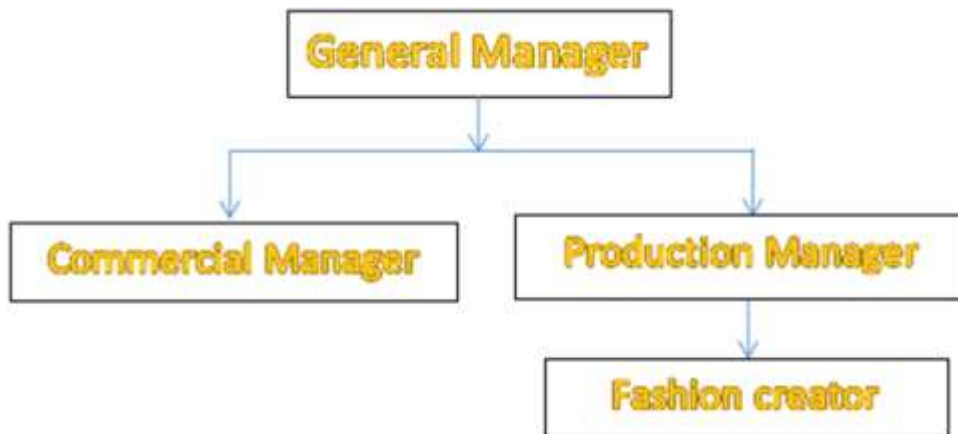 General Manager
Commercial Manager
Production Manager
Fashion creator